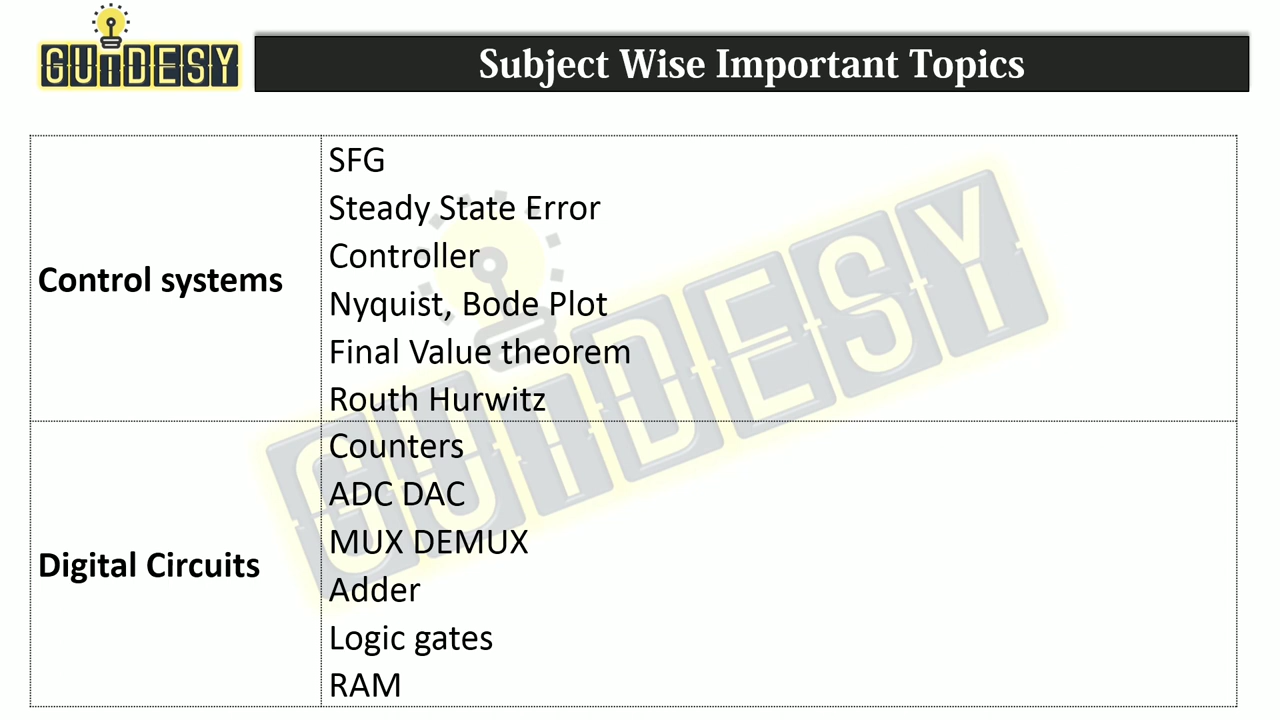 GUIDESY
Subject Wise Important Topics
Control systems
SFG
Steady State Error
Controller
Nyquist, Bode Plot
Final Value theorem
Routh Hurwitz
Digital Circuits
Counters
ADC DAC
MUX DEMUX
Adder
Logic gates
RAM
GUIDESY